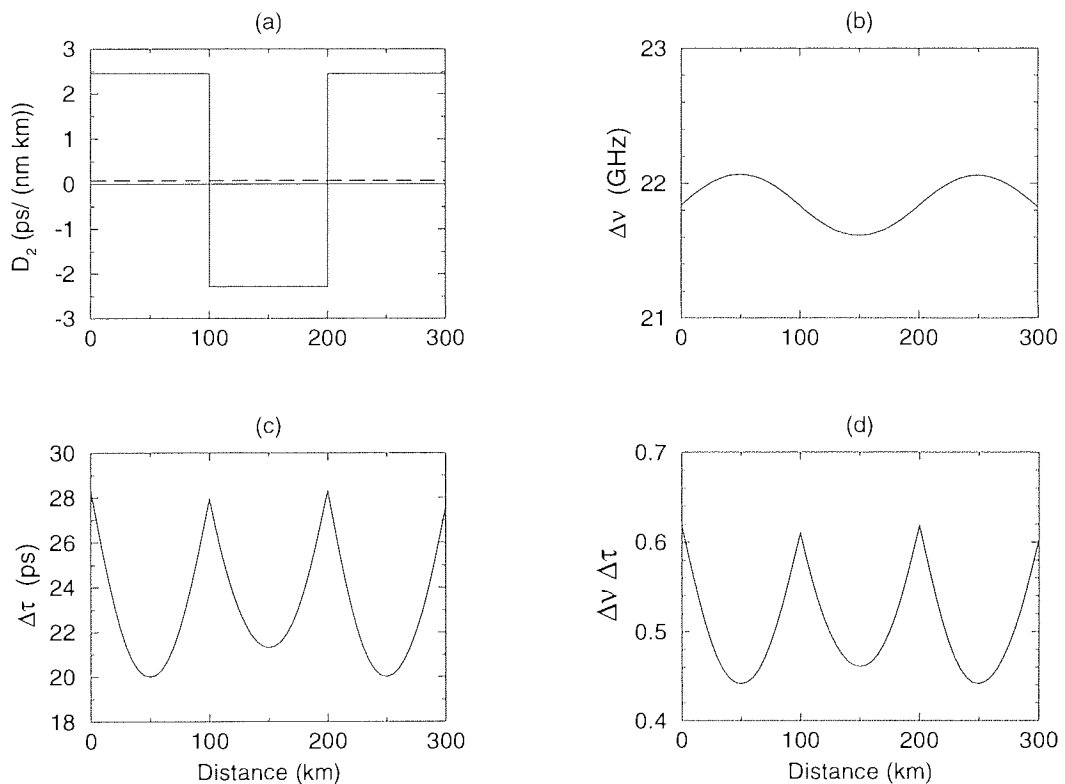 (a)
3
2
1
0
-1
-2
-3
D₂ (ps/ (nm km))
0 100 200 300
(b)
23
22
21
Δν (GHz)
0 100 200 300
(c)
30
28
26
24
22
20
18
Δτ (ps)
0 100 200 300
Distance (km)
(d)
0.7
0.6
0.5
0.4
Δν Δτ
0 100 200 300
Distance (km)